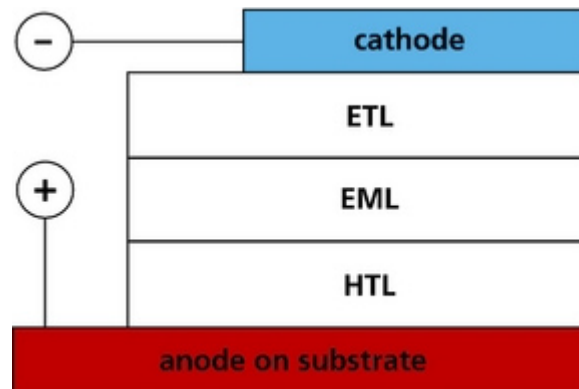 −
cathode
ETL
+
EML
HTL
anode on substrate